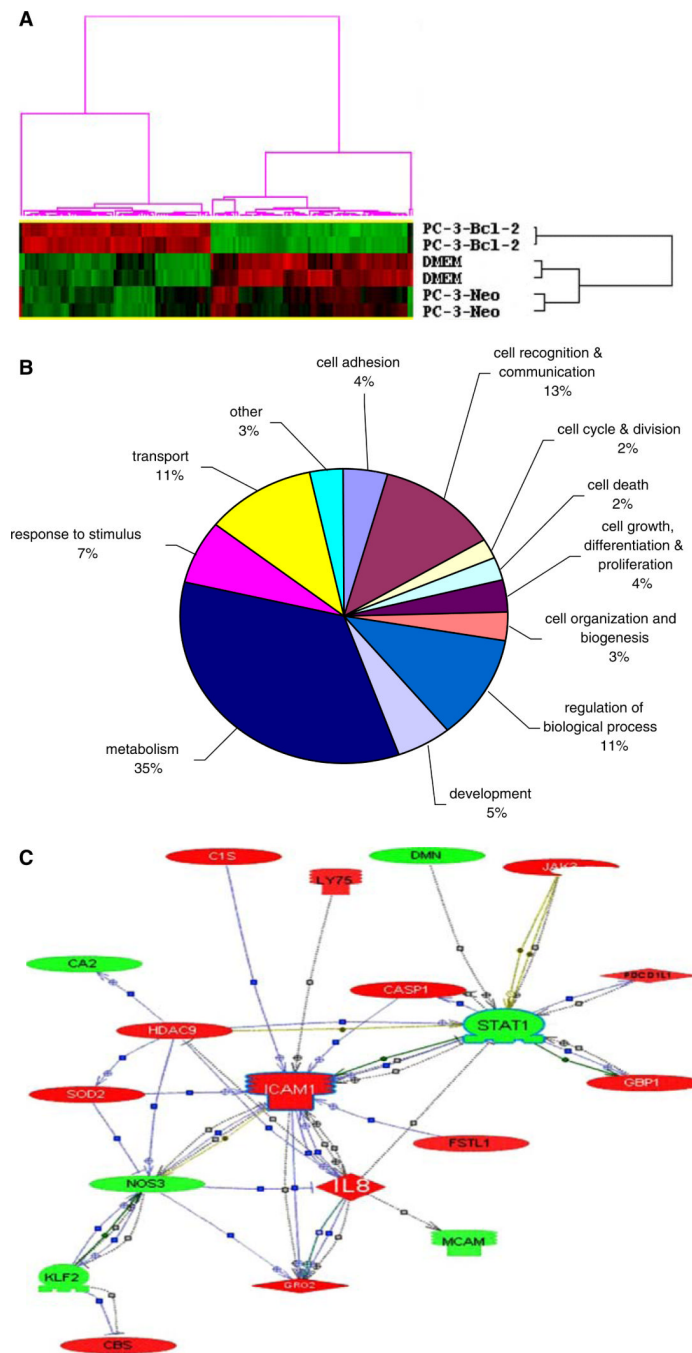 A
PC-3-Bcl-2
PC-3-Bcl-2
DMEM
DMEM
PC-3-Neo
PC-3-Neo
B
cell adhesion
4%
cell recognition &
communication
13%
other
3%
cell cycle & division
2%
transport
11%
cell death
2%
response to stimulus
7%
cell growth,
differentiation &
proliferation
4%
cell organization and
biogenesis
3%
regulation of
biological process
11%
metabolism
35%
development
5%
C
C1S
DMN
LY75
JAK3
CA2
CASP1
PDCD1L1
STAT1
HDAC9
ICAM1
GBP1
SOD2
FSTL1
NOS3
IL8
MCAM
KLF2
GRO2
CBS